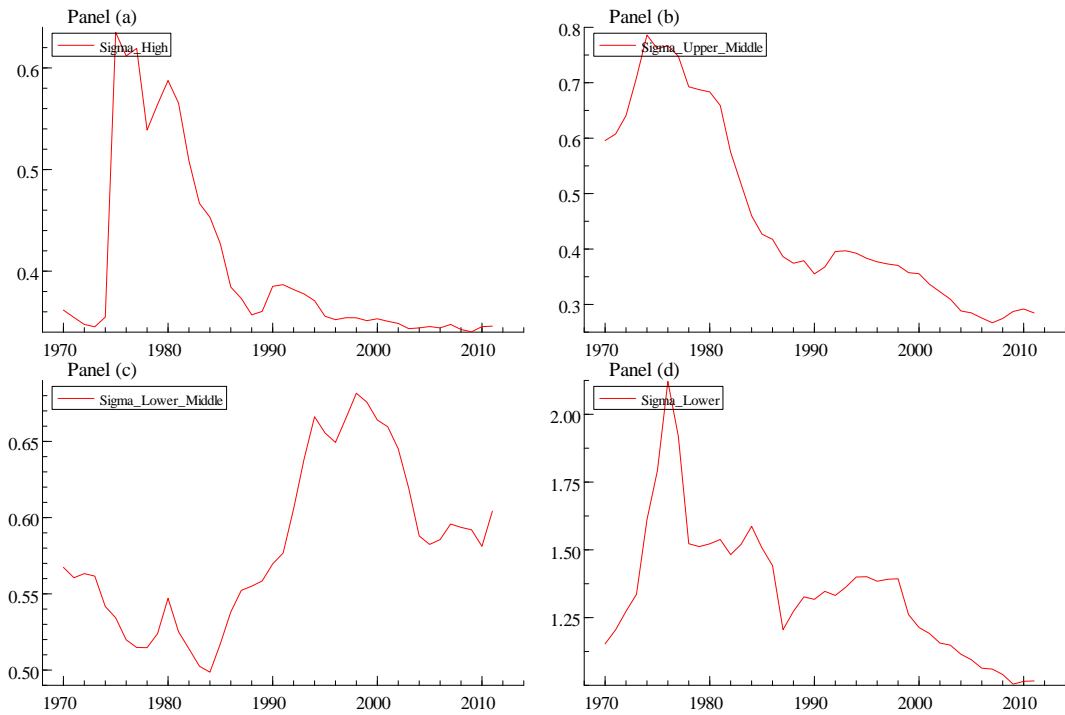 Panel (a)
Sigma_High
0.6
0.5
0.4
1970 1980 1990 2000 2010
Panel (b)
0.8
Sigma_Upper_Middle
0.7
0.6
0.5
0.4
0.3
1970 1980 1990 2000 2010
Panel (c)
Sigma_Lower_Middle
0.65
0.60
0.55
0.50
1970 1980 1990 2000 2010
Panel (d)
Sigma_Lower
2.00
1.75
1.50
1.25
1970 1980 1990 2000 2010